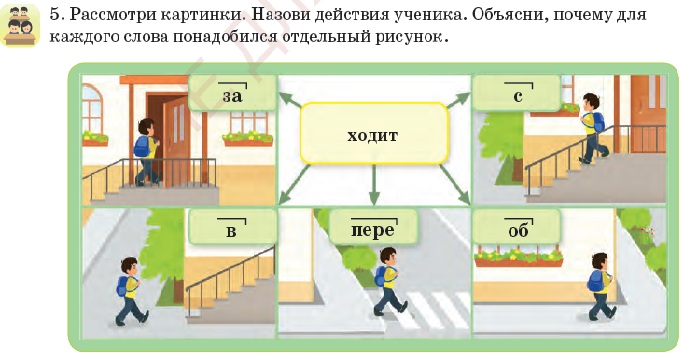 5. Рассмотри картинки. Назови действия ученика. Объясни, почему для
каждого слова понадобился отдельный рисунок.
за
с
ходит
в
пере
об